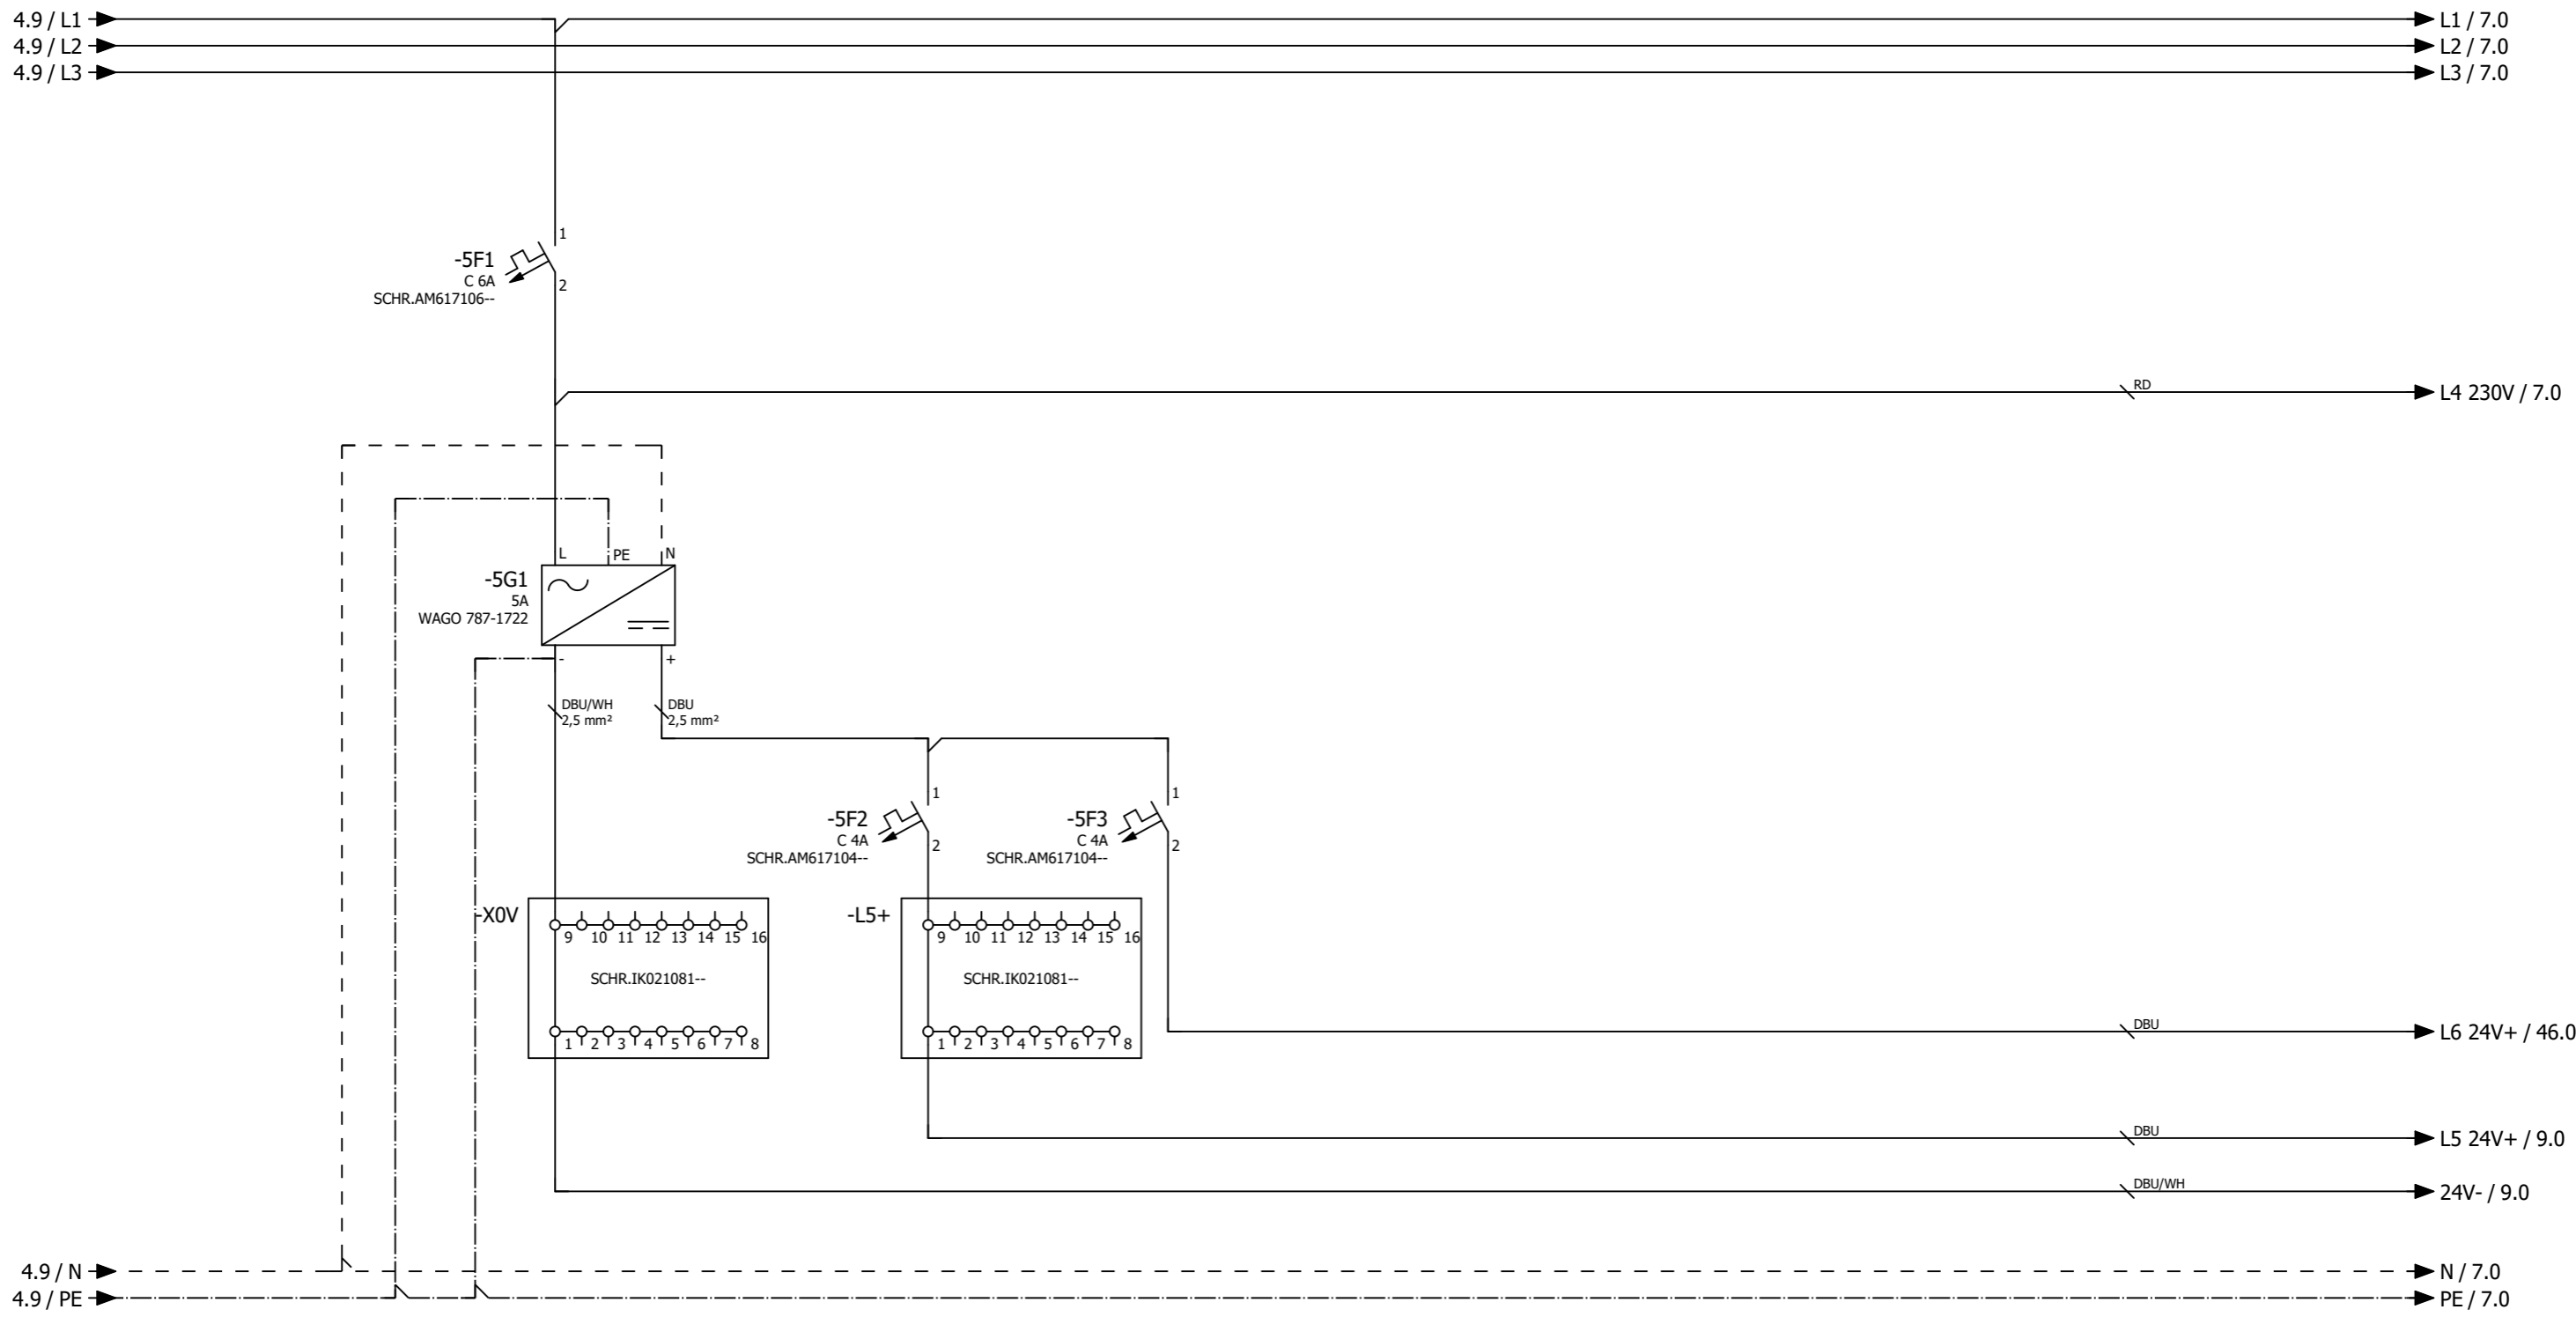 4.9 / L1
L1 / 7.0
4.9 / L2
L2 / 7.0
4.9 / L3
L3 / 7.0
1
-5F1
C 6A
2
SCHR.AM617106--
RD
L4 230V / 7.0
L
PE
N
-5G1
5A
WAGO 787-1722
-
+
DBU/WH
2,5 mm²
DBU
2,5 mm²
1
-5F2
C 4A
2
SCHR.AM617104--
1
-5F3
C 4A
2
SCHR.AM617104--
-X0V
9 10 11 12 13 14 15 16
SCHR.IK021081--
1 2 3 4 5 6 7 8
-L5+
9 10 11 12 13 14 15 16
SCHR.IK021081--
1 2 3 4 5 6 7 8
DBU
L6 24V+ / 46.0
DBU
L5 24V+ / 9.0
DBU/WH
24V- / 9.0
4.9 / N
N / 7.0
4.9 / PE
PE / 7.0